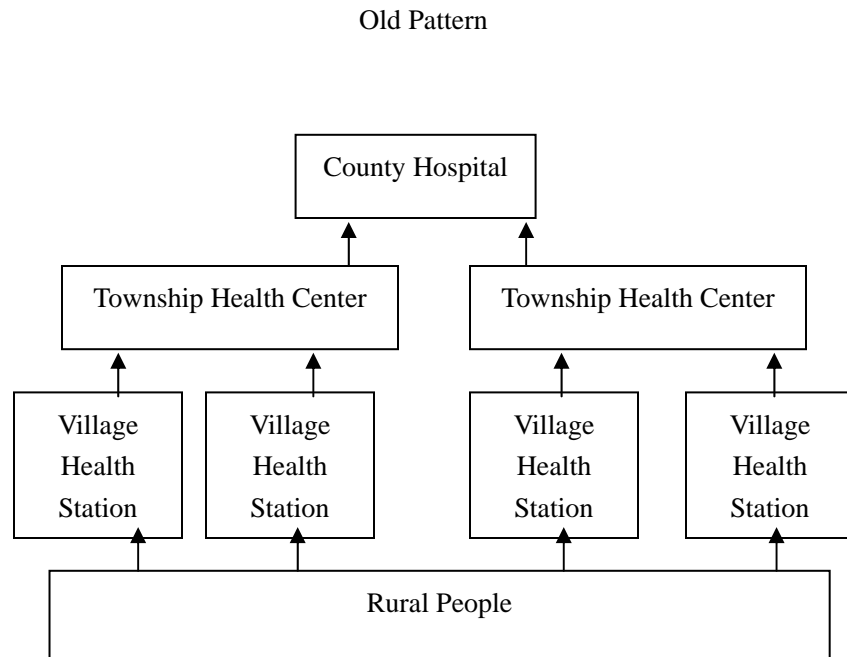 Old Pattern
County Hospital
Township Health Center
Township Health Center
Village
Health
Station
Village
Health
Station
Village
Health
Station
Village
Health
Station
Rural People